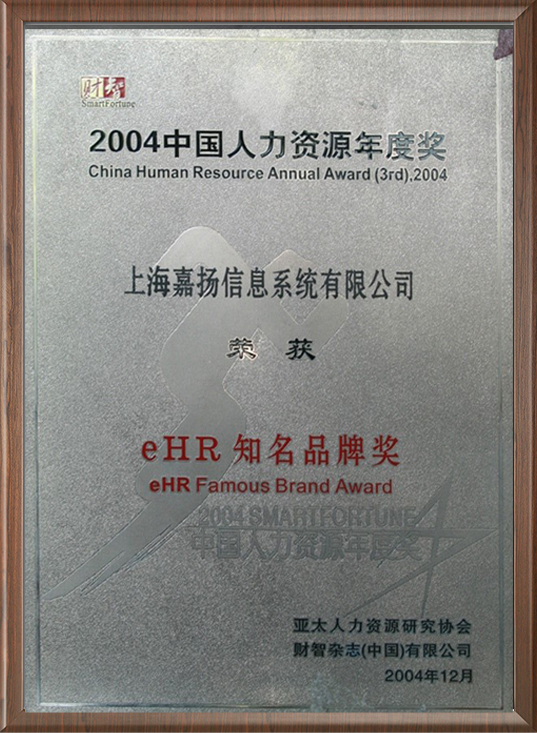 财智
SmartFortune
2004中国人力资源年度奖
China Human Resource Annual Award (3rd),2004
上海嘉扬信息系统有限公司
荣 获
eHR 知名品牌奖
eHR Famous Brand Award
2004 SMARTFORTUNE
中国人力资源年度奖
亚太人力资源研究协会
财智杂志(中国)有限公司
2004年12月